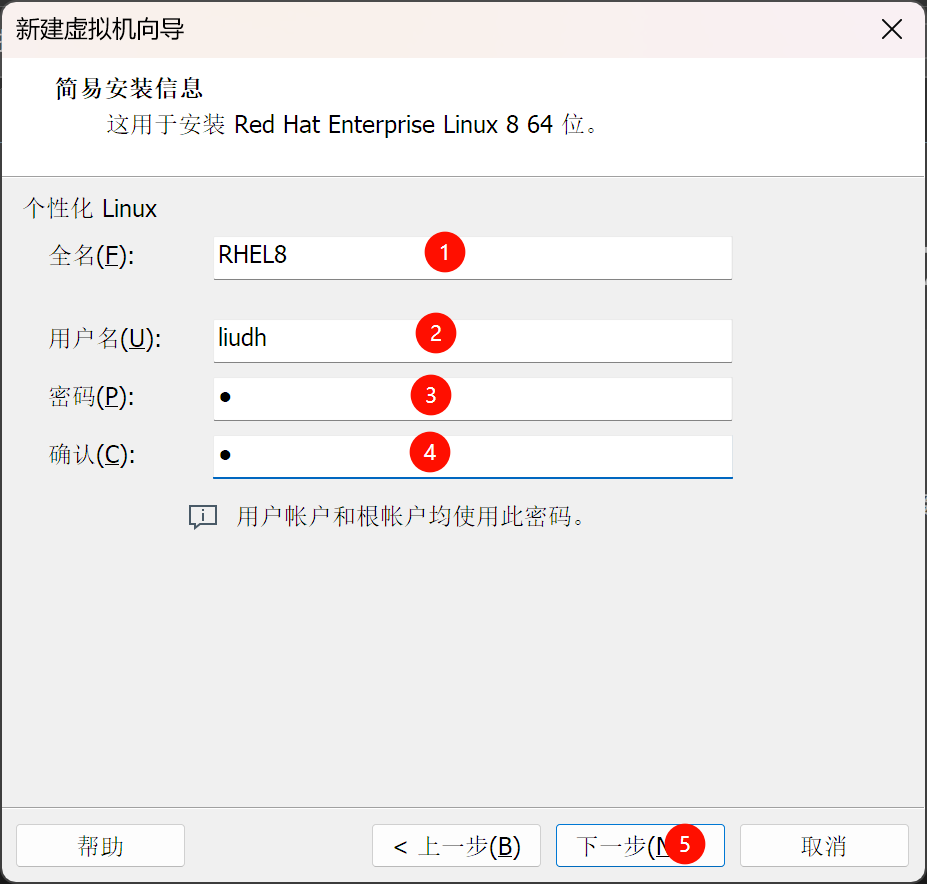 新建虚拟机向导
简易安装信息
这用于安装 Red Hat Enterprise Linux 8 64 位。
个性化 Linux
全名(F): RHEL8 1
用户名(U): liudh 2
密码(P): ● 3
确认(C): ● 4
用户帐户和根帐户均使用此密码。
帮助 < 上一步(B) 下一步(N 5 取消